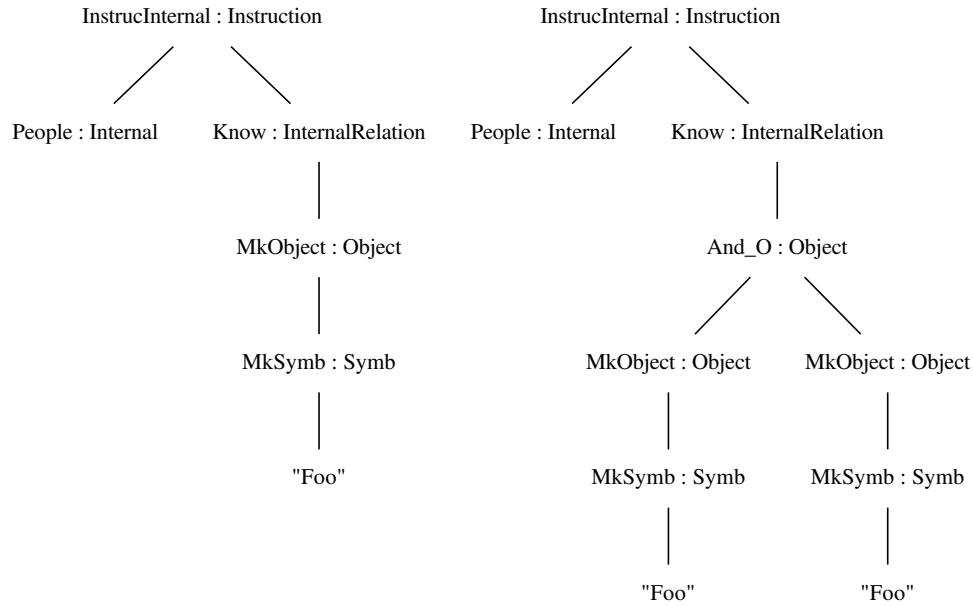 InstrucInternal : Instruction InstrucInternal : Instruction
People : Internal Know : InternalRelation People : Internal Know : InternalRelation
MkObject : Object And_O : Object
MkSymb : Symb MkObject : Object MkObject : Object
"Foo" MkSymb : Symb MkSymb : Symb
"Foo" "Foo"